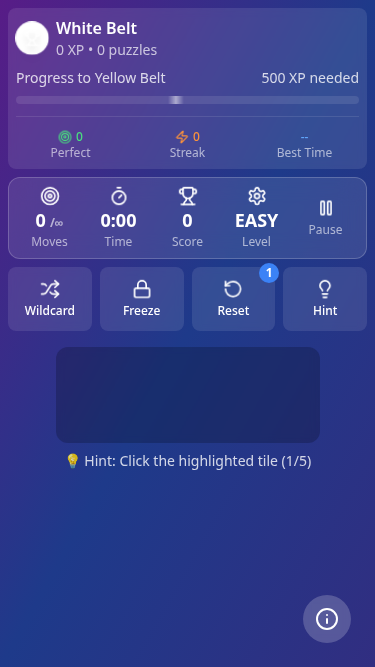 White Belt
0 XP • 0 puzzles
Progress to Yellow Belt 500 XP needed
0 0 --
Perfect Streak Best Time
0 /∞ 0:00 0 EASY
Moves Time Score Level Pause
1
Wildcard Freeze Reset Hint
💡 Hint: Click the highlighted tile (1/5)